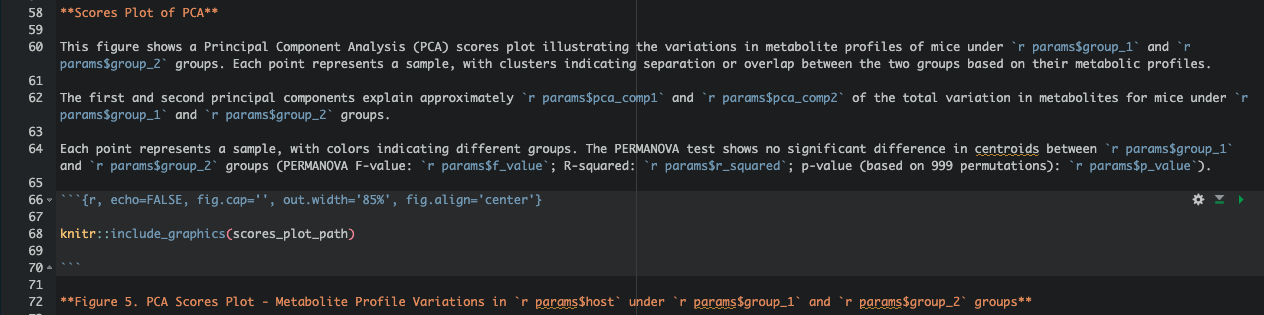 58 **Scores Plot of PCA**
59
60 This figure shows a Principal Component Analysis (PCA) scores plot illustrating the variations in metabolite profiles of mice under `r params$group_1` and `r
params$group_2` groups. Each point represents a sample, with clusters indicating separation or overlap between the two groups based on their metabolic profiles.
61
62 The first and second principal components explain approximately `r params$pca_comp1` and `r params$pca_comp2` of the total variation in metabolites for mice under `r
params$group_1` and `r params$group_2` groups.
63
64 Each point represents a sample, with colors indicating different groups. The PERMANOVA test shows no significant difference in centroids between `r params$group_1`
and `r params$group_2` groups (PERMANOVA F-value: `r params$f_value`; R-squared: `r params$r_squared`; p-value (based on 999 permutations): `r params$p_value`).
65
66 ```{r, echo=FALSE, fig.cap='', out.width='85%', fig.align='center'}
67
68 knitr::include_graphics(scores_plot_path)
69
70 ```
71
72 **Figure 5. PCA Scores Plot - Metabolite Profile Variations in `r params$host` under `r params$group_1` and `r params$group_2` groups**